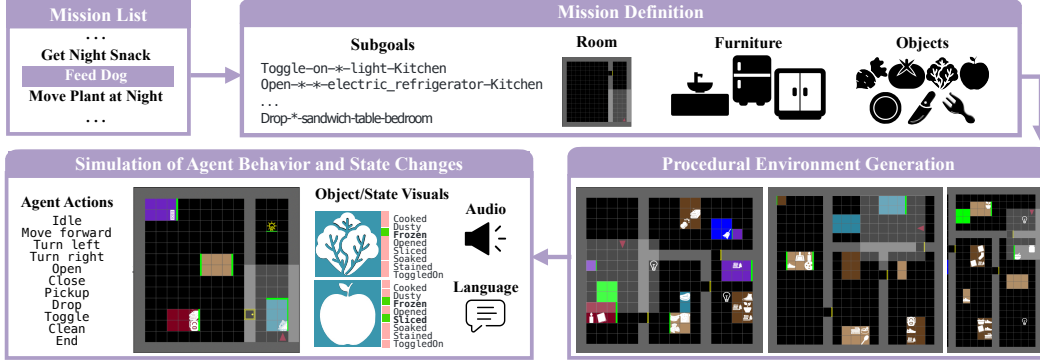 Mission List
...
Get Night Snack
Feed Dog
Move Plant at Night
...
Mission Definition
Subgoals
Toggle-on-*-light-Kitchen
Open-*-*-electric_refrigerator-Kitchen
...
Drop-*-sandwich-table-bedroom
Room
Furniture
Objects
Simulation of Agent Behavior and State Changes
Agent Actions
Idle
Move forward
Turn left
Turn right
Open
Close
Pickup
Drop
Toggle
Clean
End
Object/State Visuals
Cooked
Dusty
Frozen
Opened
Sliced
Soaked
Stained
ToggledOn
Cooked
Dusty
Frozen
Opened
Sliced
Soaked
Stained
ToggledOn
Audio
Language
Procedural Environment Generation